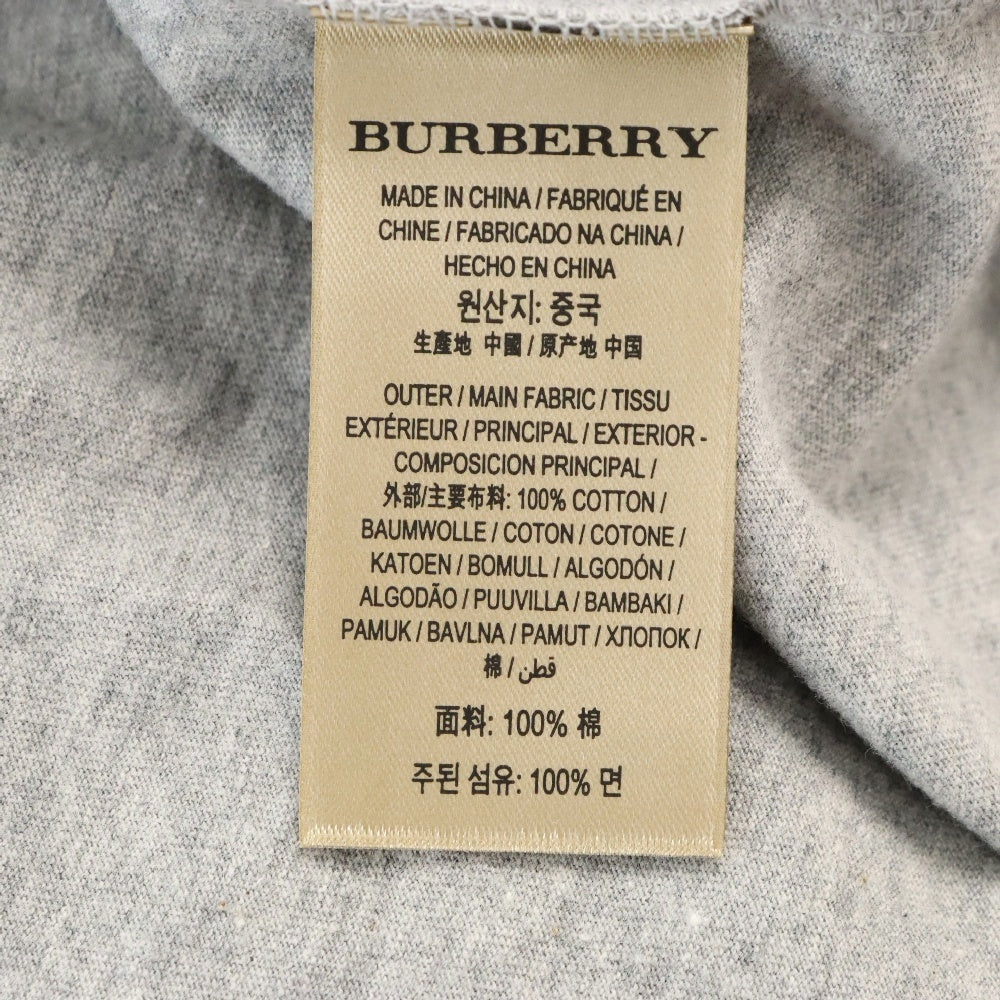 BURBERRY
MADE IN CHINA / FABRIQUÉ EN
CHINE / FABRICADO NA CHINA /
HECHO EN CHINA
원산지: 중국
生產地 中國 / 原产地 中国
OUTER / MAIN FABRIC / TISSU
EXTÉRIEUR / PRINCIPAL / EXTERIOR -
COMPOSICION PRINCIPAL /
外部/主要布料: 100% COTTON /
BAUMWOLLE / COTON / COTONE /
KATOEN / BOMULL / ALGODÓN /
ALGODÃO / PUUVILLA / BAMBAKI /
PAMUK / BAVLNA / PAMUT / ХЛОПОК /
棉 / قطن
面料: 100% 棉
주된 섬유: 100% 면